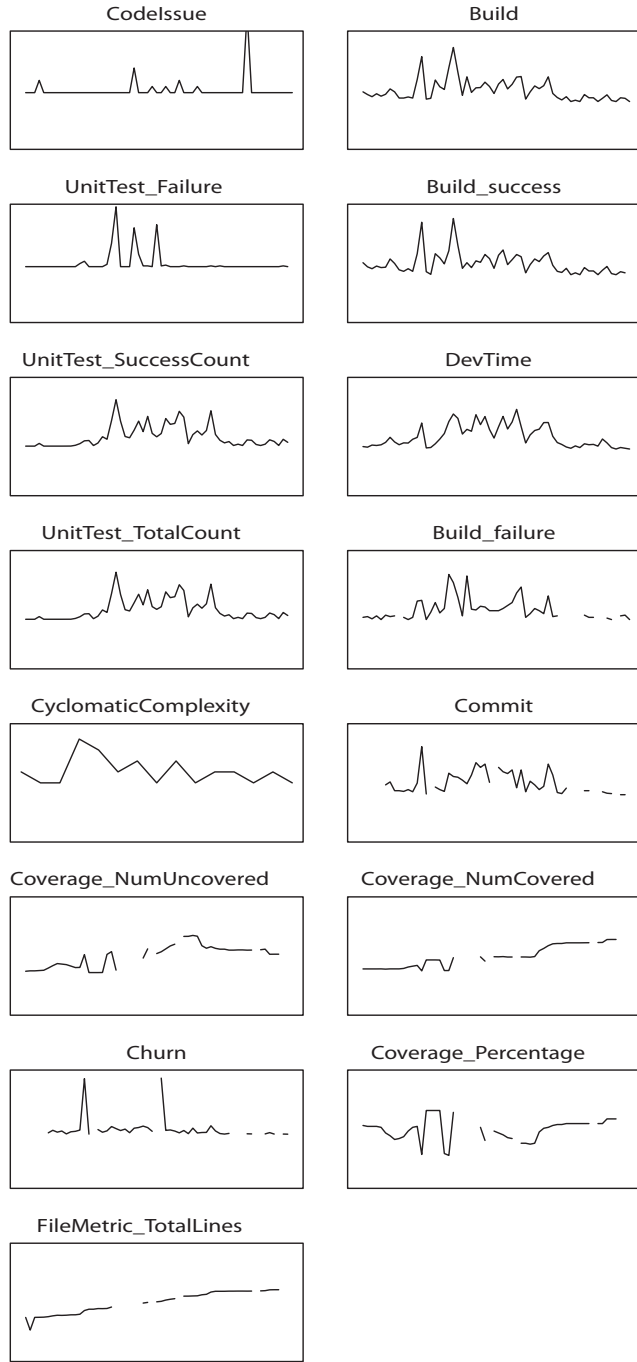 CodeIssue
Build
UnitTest_Failure
Build_success
UnitTest_SuccessCount
DevTime
UnitTest_TotalCount
Build_failure
CyclomaticComplexity
Commit
Coverage_NumUncovered
Coverage_NumCovered
Churn
Coverage_Percentage
FileMetric_TotalLines